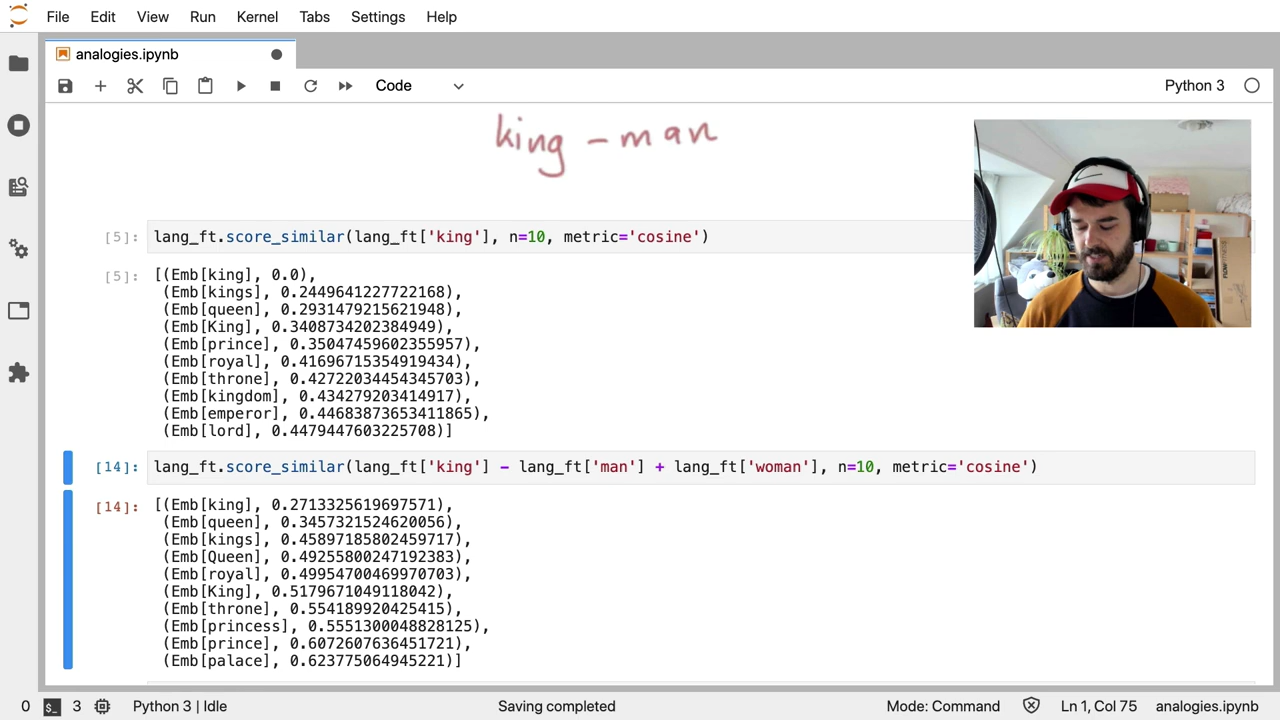 File Edit View Run Kernel Tabs Settings Help
analogies.ipynb
Code
Python 3
king - man
[5]: lang_ft.score_similar(lang_ft['king'], n=10, metric='cosine')
[5]: [(Emb[king], 0.0),
(Emb[kings], 0.2449641227722168),
(Emb[queen], 0.2931479215621948),
(Emb[King], 0.3408734202384949),
(Emb[prince], 0.35047459602355957),
(Emb[royal], 0.41696715354919434),
(Emb[throne], 0.42722034454345703),
(Emb[kingdom], 0.434279203414917),
(Emb[emperor], 0.44683873653411865),
(Emb[lord], 0.4479447603225708)]
[14]: lang_ft.score_similar(lang_ft['king'] - lang_ft['man'] + lang_ft['woman'], n=10, metric='cosine')
[14]: [(Emb[king], 0.2713325619697571),
(Emb[queen], 0.3457321524620056),
(Emb[kings], 0.45897185802459717),
(Emb[Queen], 0.49255800247192383),
(Emb[royal], 0.49954700469970703),
(Emb[King], 0.5179671049118042),
(Emb[throne], 0.554189920425415),
(Emb[princess], 0.5551300048828125),
(Emb[prince], 0.6072607636451721),
(Emb[palace], 0.623775064945221)]
0 $_ 3 Python 3 | Idle Saving completed Mode: Command Ln 1, Col 75 analogies.ipynb